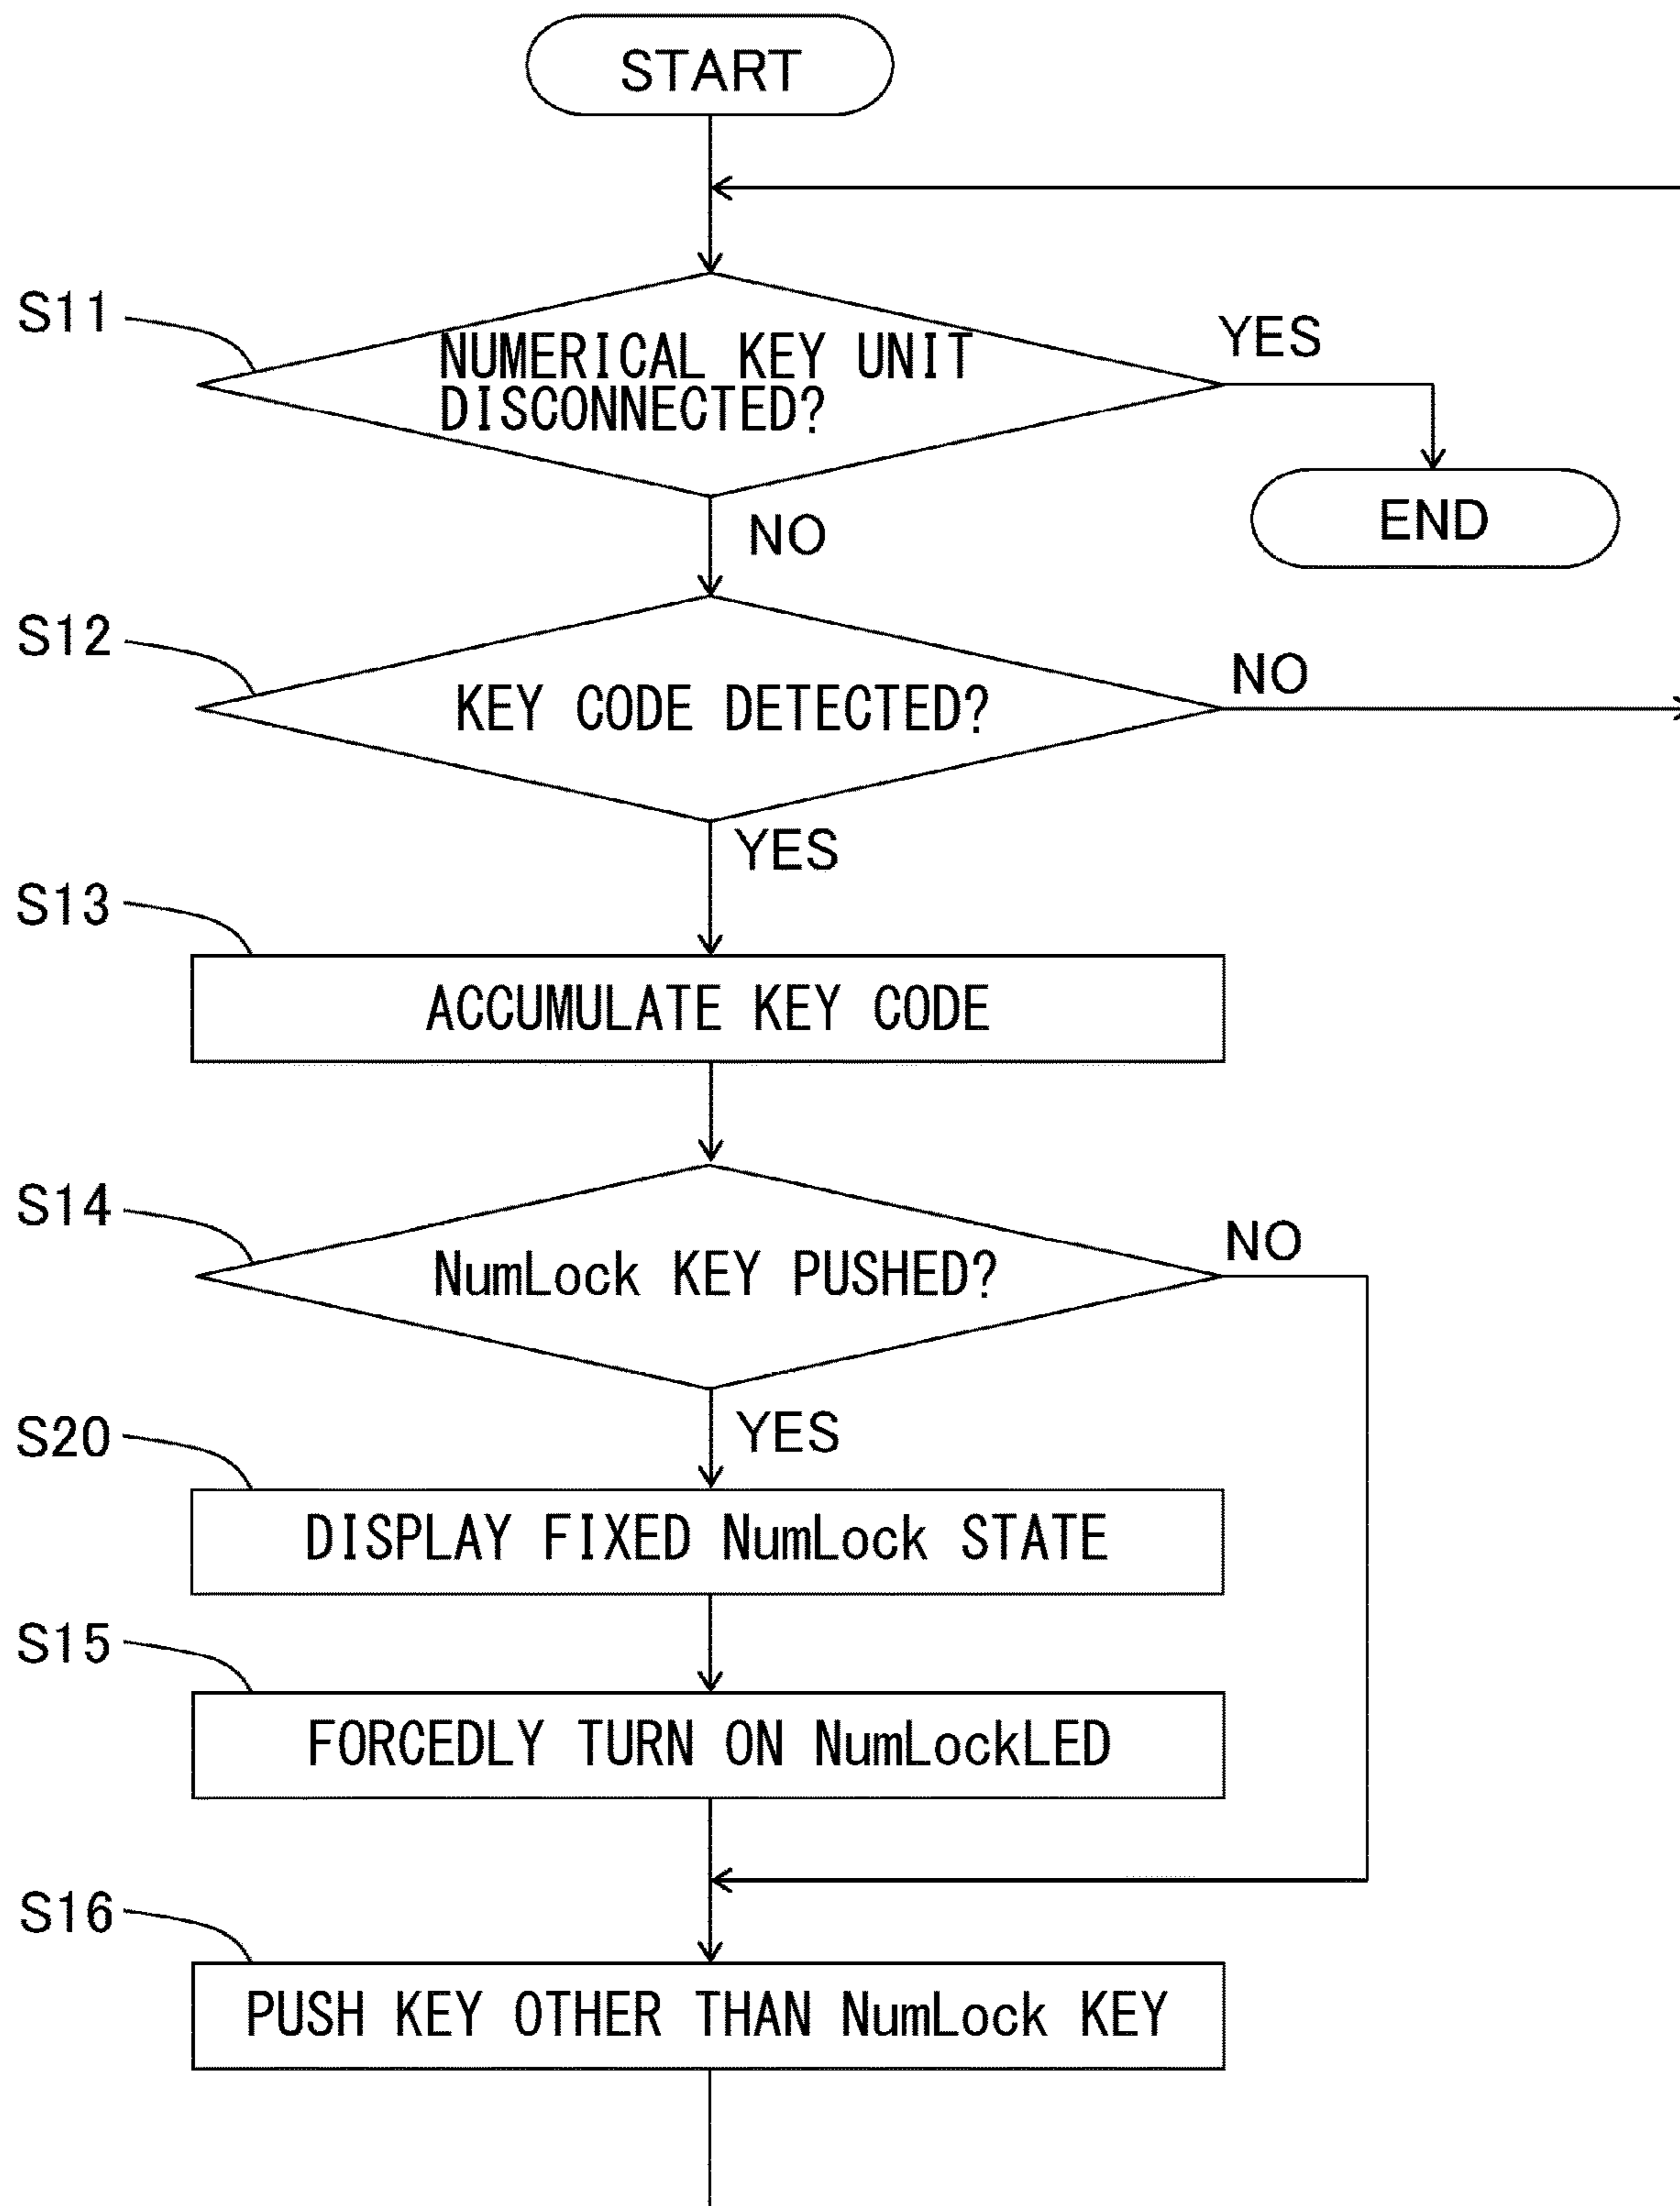 START
S11
NUMERICAL KEY UNIT
DISCONNECTED?
YES
END
NO
S12
KEY CODE DETECTED?
NO
YES
S13
ACCUMULATE KEY CODE
S14
NumLock KEY PUSHED?
NO
YES
S20
DISPLAY FIXED NumLock STATE
S15
FORCEDLY TURN ON NumLockLED
S16
PUSH KEY OTHER THAN NumLock KEY